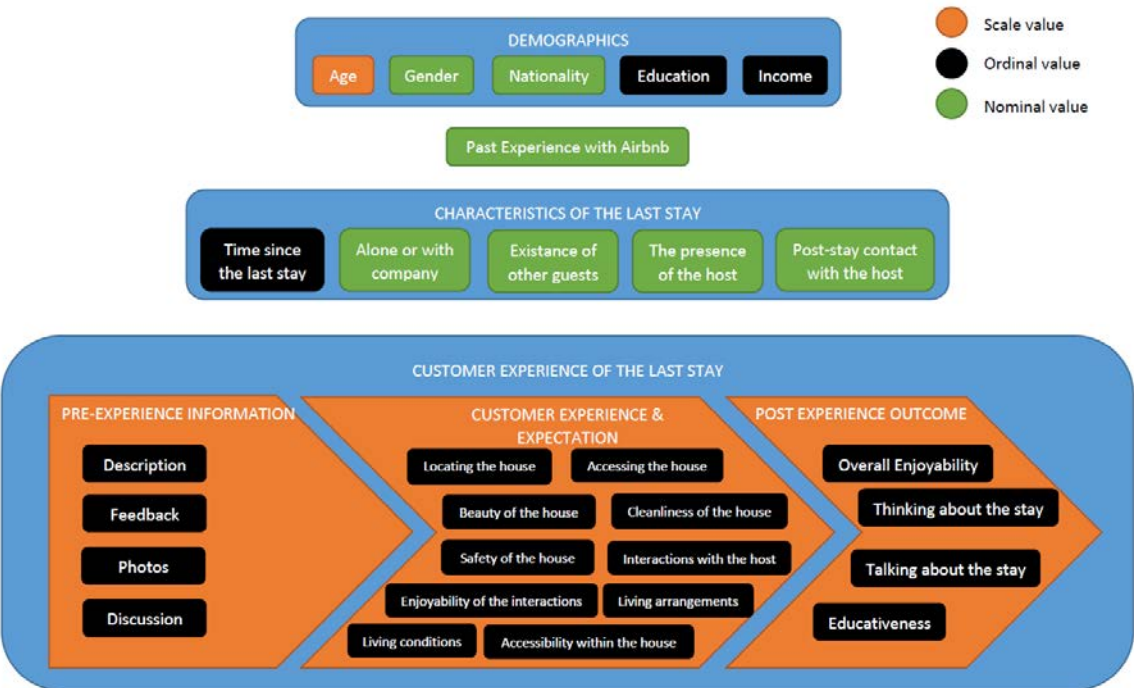 DEMOGRAPHICS
Age
Gender
Nationality
Education
Income
Scale value
Ordinal value
Nominal value
Past Experience with Airbnb
CHARACTERISTICS OF THE LAST STAY
Time since
the last stay
Alone or with
company
Existance of
other guests
The presence
of the host
Post-stay contact
with the host
CUSTOMER EXPERIENCE OF THE LAST STAY
PRE-EXPERIENCE INFORMATION
Description
Feedback
Photos
Discussion
CUSTOMER EXPERIENCE &
EXPECTATION
Locating the house
Accessing the house
Beauty of the house
Cleanliness of the house
Safety of the house
Interactions with the host
Enjoyability of the interactions
Living arrangements
Living conditions
Accessibility within the house
POST EXPERIENCE OUTCOME
Overall Enjoyability
Thinking about the stay
Talking about the stay
Educativeness